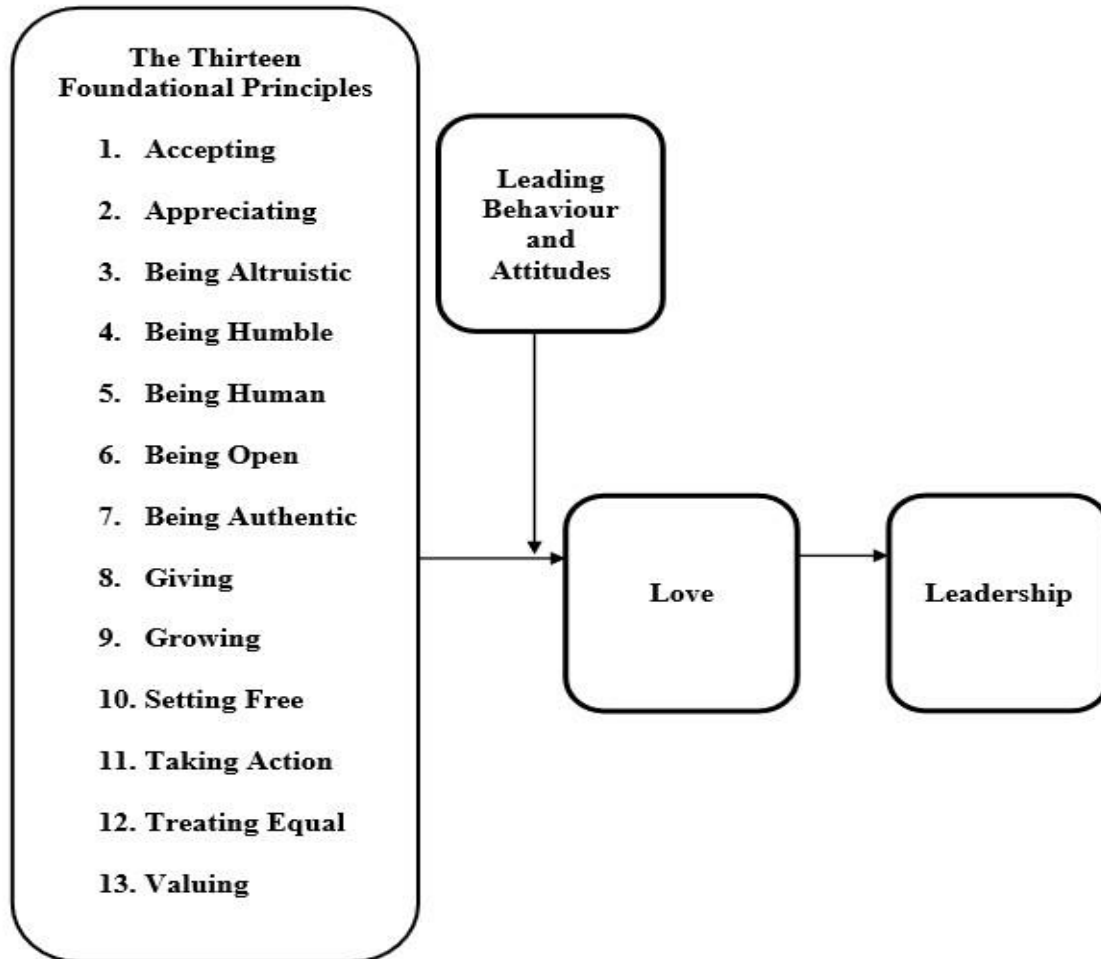 The Thirteen
Foundational Principles
1. Accepting
2. Appreciating
3. Being Altruistic
4. Being Humble
5. Being Human
6. Being Open
7. Being Authentic
8. Giving
9. Growing
10. Setting Free
11. Taking Action
12. Treating Equal
13. Valuing
Leading
Behaviour
and
Attitudes
Love
Leadership